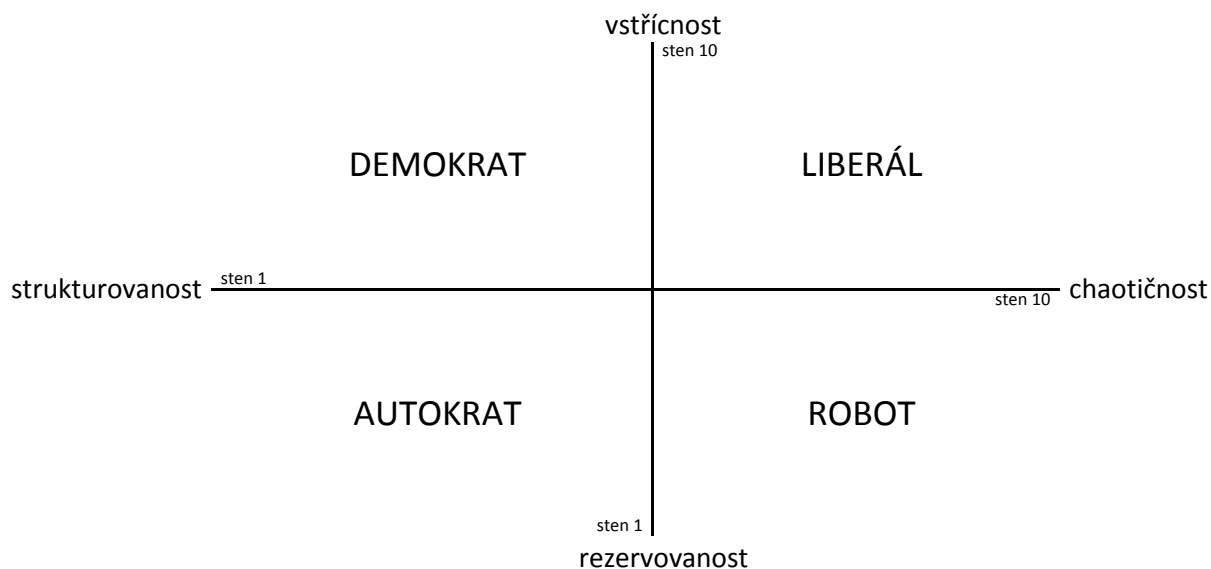 vstřícnost
sten 10
DEMOKRAT
LIBERÁL
strukturovanost
sten 1
sten 10
chaotičnost
AUTOKRAT
ROBOT
sten 1
rezervovanost